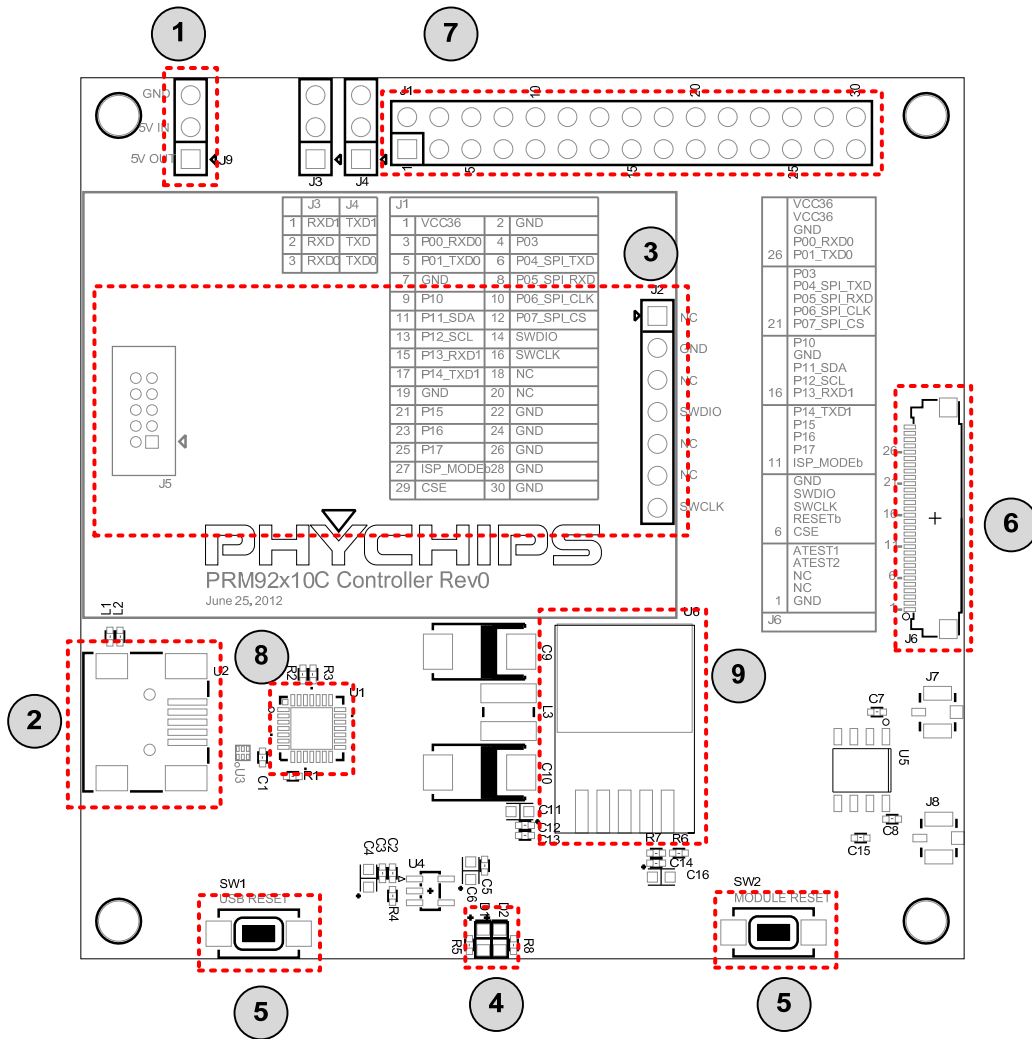 1
7
GND
5V IN
5V OUT
J9
J3
J4
J1
10
20
30
1
5
15
25
J3 J4
1 RXD1 TXD1
2 RXD TXD
3 RXD0 TXD0
J1
1 VCC36 2 GND
3 P00_RXD0 4 P03
5 P01_TXD0 6 P04_SPI_TXD
7 GND 8 P05_SPI_RXD
9 P10 10 P06_SPI_CLK
11 P11_SDA 12 P07_SPI_CS
13 P12_SCL 14 SWDIO
15 P13_RXD1 16 SWCLK
17 P14_TXD1 18 NC
19 GND 20 NC
21 P15 22 GND
23 P16 24 GND
25 P17 26 GND
27 ISP_MODEb 28 GND
29 CSE 30 GND
3
J2
NC
GND
NC
SWDIO
NC
NC
SWCLK
VCC36
VCC36
GND
P00_RXD0
26 P01_TXD0
P03
P04_SPI_TXD
P05_SPI_RXD
P06_SPI_CLK
21 P07_SPI_CS
P10
GND
P11_SDA
P12_SCL
16 P13_RXD1
P14_TXD1
P15
P16
P17
11 ISP_MODEb
GND
SWDIO
SWCLK
RESETb
6 CSE
ATEST1
ATEST2
NC
NC
1 GND
J6
26
21
16
11
6
1
J6
6
J5
PHYCHIPS
PRM92x10C Controller Rev0
June 25, 2012
L1
L2
U2
2
8
R2
R3
U1
U3
C1
R1
C9
L3
C10
U6
9
C11
C12
C13
R7
R6
C14
C16
J7
C7
U5
J8
C8
C15
C4
C3
C2
R4
U4
C5
C6
D1
D2
R5
R8
SW1
USB RESET
SW2
MODULE RESET
5
4
5